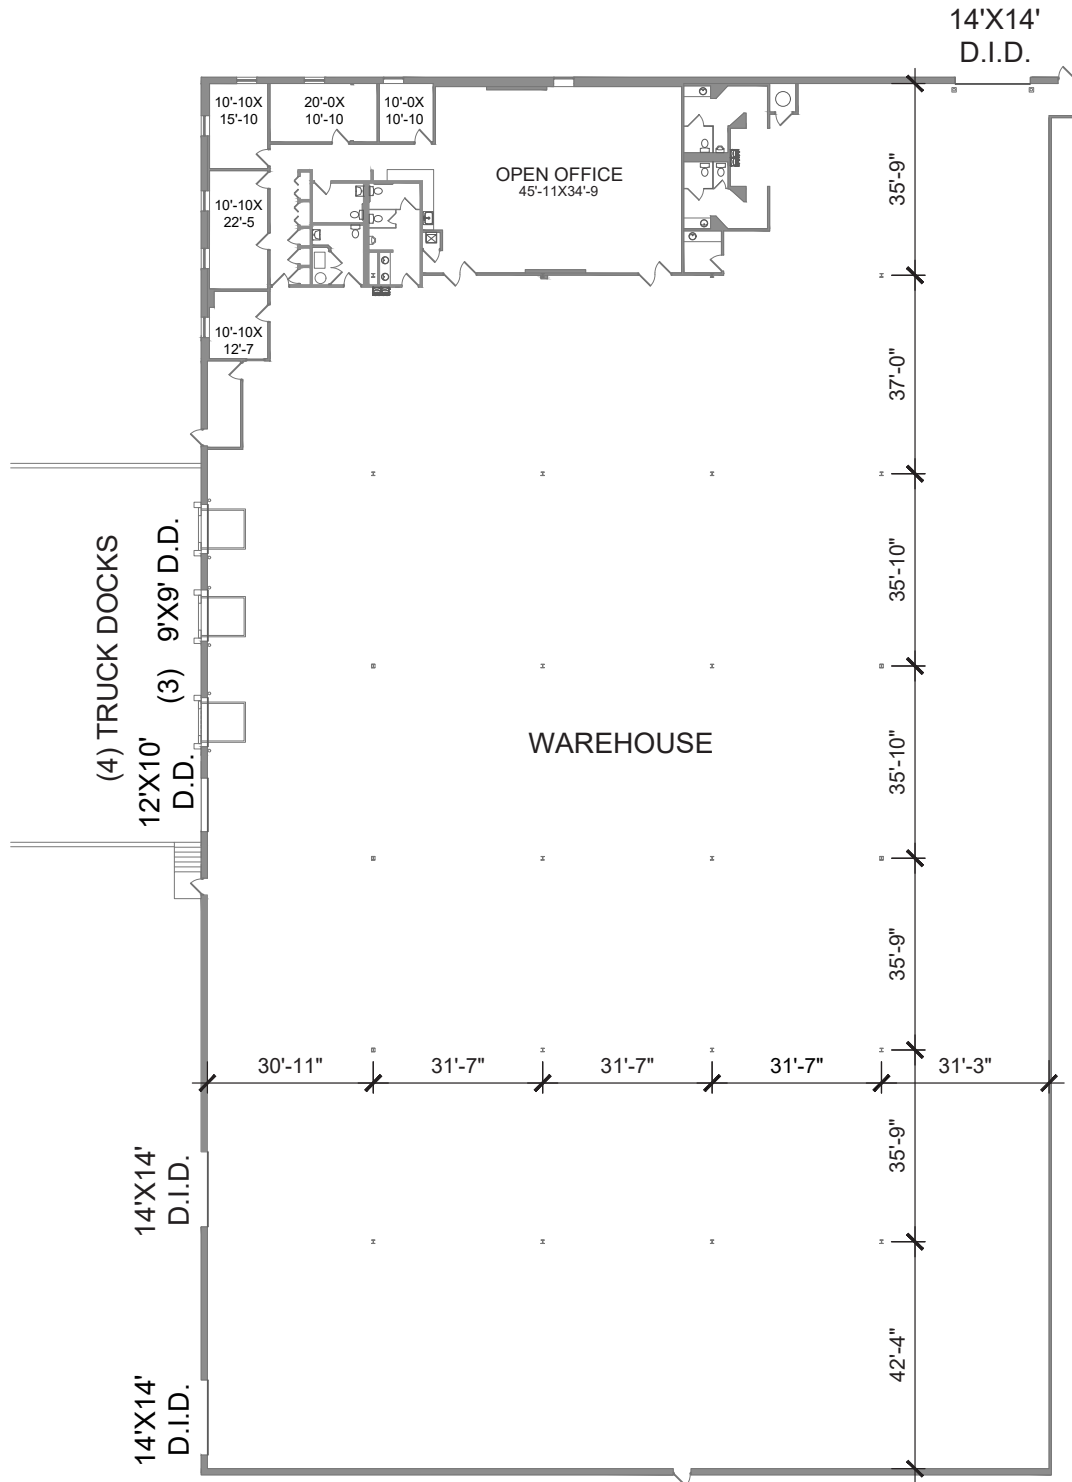 14'X14'
D.I.D.
10'-10X
15'-10
20'-0X
10'-10
10'-0X
10'-10
OPEN OFFICE
45'-11X34'-9
10'-10X
22'-5
10'-10X
12'-7
35'-9"
37'-0"
35'-10"
35'-10"
35'-9"
35'-9"
42'-4"
(4) TRUCK DOCKS
(3) 9'X9' D.D.
12'X10'
D.D.
WAREHOUSE
30'-11"
31'-7"
31'-7"
31'-7"
31'-3"
14'X14'
D.I.D.
14'X14'
D.I.D.